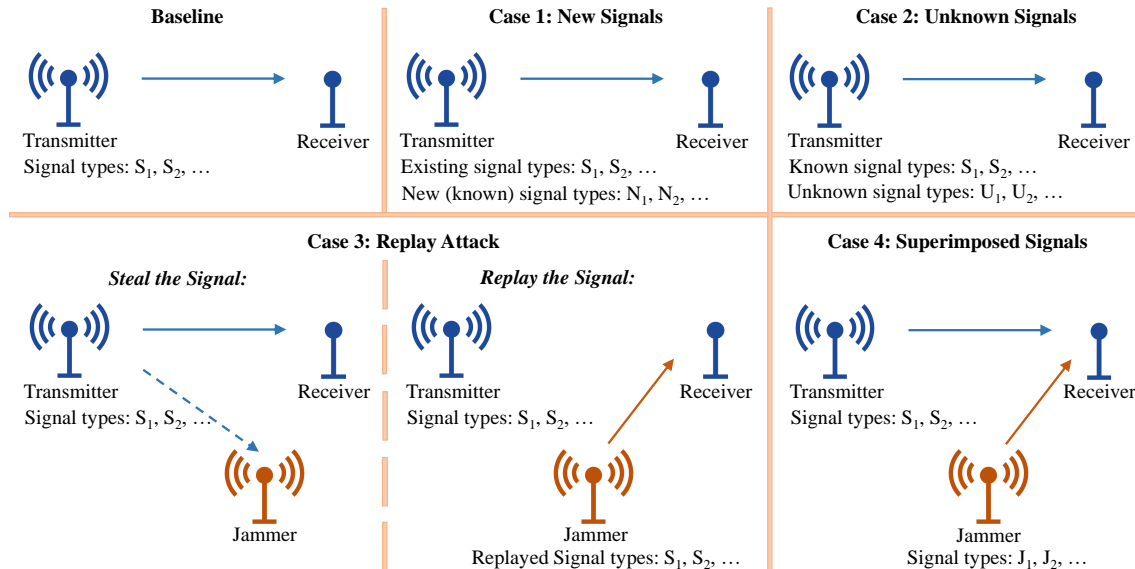 Baseline
Transmitter
Receiver
Signal types: S₁, S₂, …
Case 1: New Signals
Transmitter
Receiver
Existing signal types: S₁, S₂, …
New (known) signal types: N₁, N₂, …
Case 2: Unknown Signals
Transmitter
Receiver
Known signal types: S₁, S₂, …
Unknown signal types: U₁, U₂, …
Case 3: Replay Attack
Steal the Signal:
Transmitter
Receiver
Signal types: S₁, S₂, …
Jammer
Replay the Signal:
Transmitter
Receiver
Signal types: S₁, S₂, …
Jammer
Replayed Signal types: S₁, S₂, …
Case 4: Superimposed Signals
Transmitter
Receiver
Signal types: S₁, S₂, …
Jammer
Signal types: J₁, J₂, …